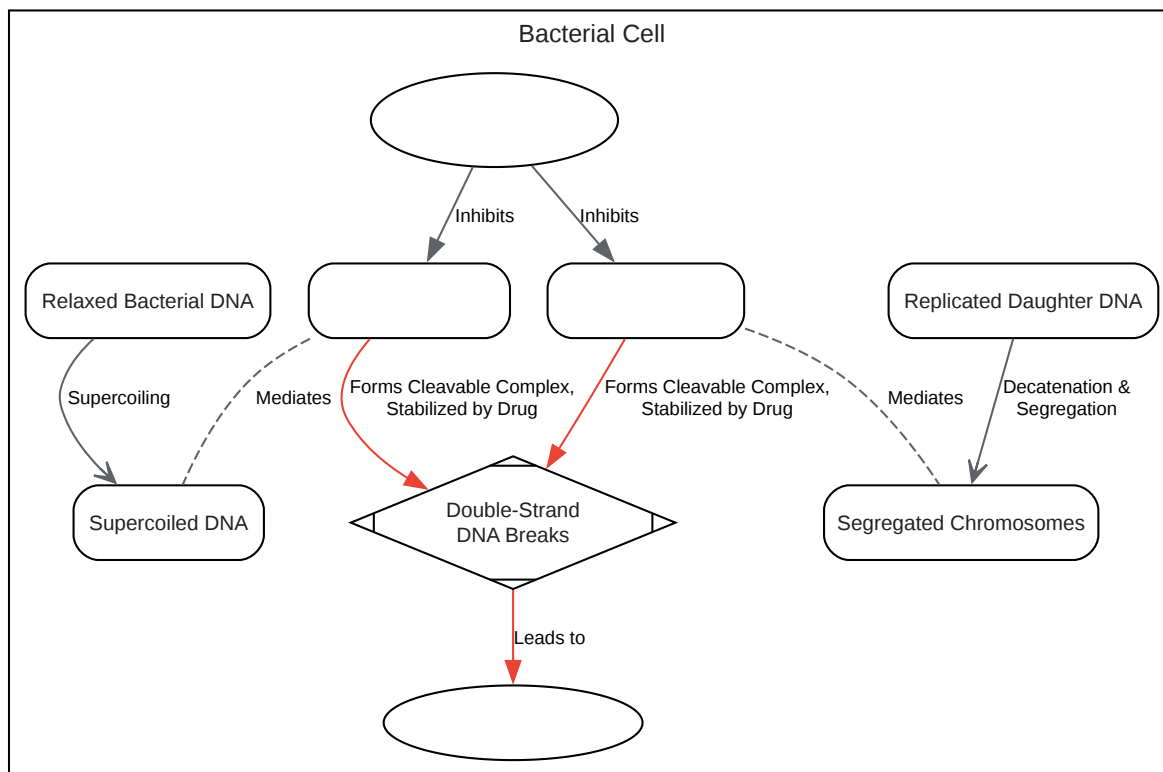 Bacterial Cell
Inhibits
Inhibits
Relaxed Bacterial DNA
Replicated Daughter DNA
Supercoiling
Mediates
Forms Cleavable Complex,
Stabilized by Drug
Forms Cleavable Complex,
Stabilized by Drug
Mediates
Decatenation &
Segregation
Supercoiled DNA
Double-Strand
DNA Breaks
Segregated Chromosomes
Leads to